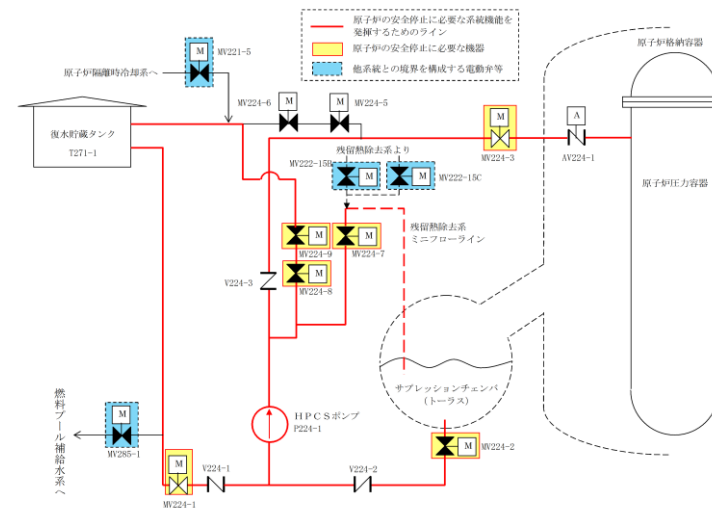 原子炉の安全停止に必要な系統機能を
発揮するためのライン
原子炉の安全停止に必要な機器
他系統との境界を構成する電動弁等
M
MV221-5
原子炉隔離時冷却系へ
復水貯蔵タンク
T271-1
MV224-6
M
MV224-5
M
残留熱除去系より
MV222-15B
M
MV222-15C
M
M
MV224-3
A
AV224-1
原子炉格納容器
原子炉圧力容器
残留熱除去系
ミニフローライン
M
MV224-9
M
MV224-7
M
MV224-8
V224-3
サプレッションチェンバ
(トーラス)
HPCSポンプ
P224-1
M
MV224-2
燃料プール補給水系へ
M
MV285-1
M
MV224-1
V224-1
V224-2